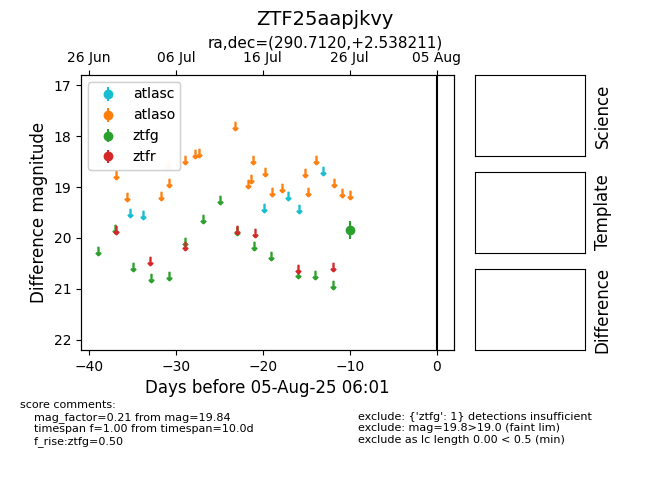 ZTF25aapjkvy
ra,dec=(290.7120,+2.538211)
26 Jun 06 Jul 16 Jul 26 Jul 05 Aug
atlasc
atlaso
ztfg
ztfr
17
18
19
20
21
22
Difference magnitude
−40 −30 −20 −10 0
Days before 05-Aug-25 06:01
Science
Template
Difference
score comments:
mag_factor=0.21 from mag=19.84
timespan f=1.00 from timespan=10.0d
f_rise:ztfg=0.50
exclude: {'ztfg': 1} detections insufficient
exclude: mag=19.8>19.0 (faint lim)
exclude as lc length 0.00 < 0.5 (min)